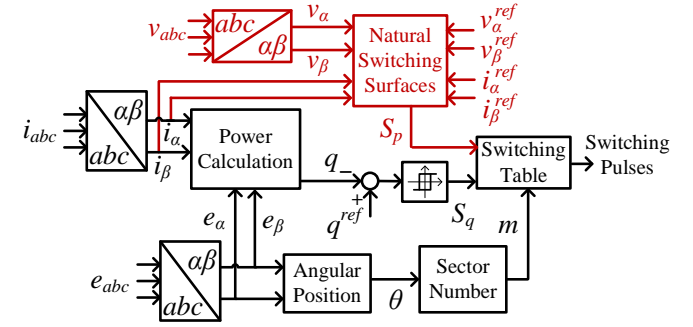 v_abc
abc
αβ
v_α
v_β
Natural
Switching
Surfaces
v_α^ref
v_β^ref
i_α^ref
i_β^ref
i_abc
αβ
abc
i_α
i_β
Power
Calculation
S_p
q
−
+
q^ref
S_q
Switching
Table
Switching
Pulses
e_α
e_β
m
e_abc
αβ
abc
Angular
Position
θ
Sector
Number